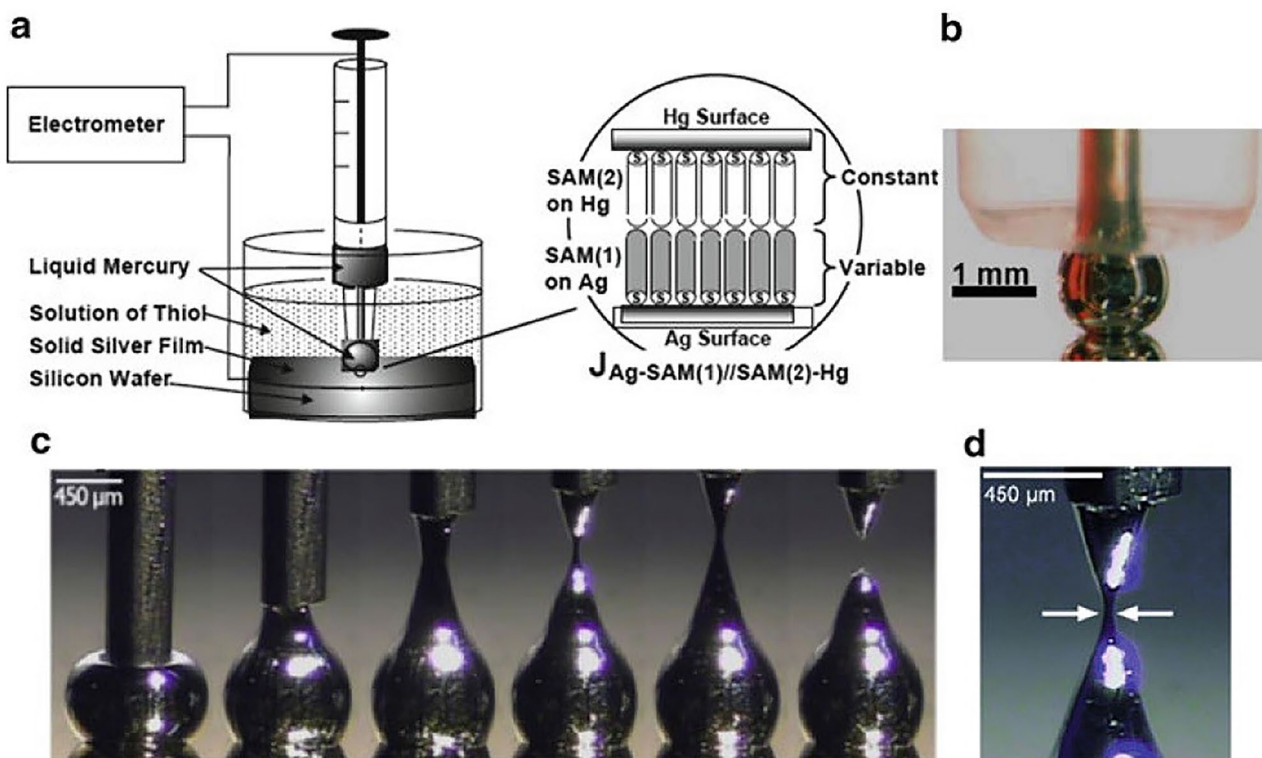 a
Electrometer
Liquid Mercury
Solution of Thiol
Solid Silver Film
Silicon Wafer
Hg Surface
SAM(2)
on Hg
Constant
SAM(1)
on Ag
Variable
S S S S S S S
S S S S S S S
Ag Surface
JAg-SAM(1)//SAM(2)-Hg
b
1 mm
c
450 µm
d
450 µm